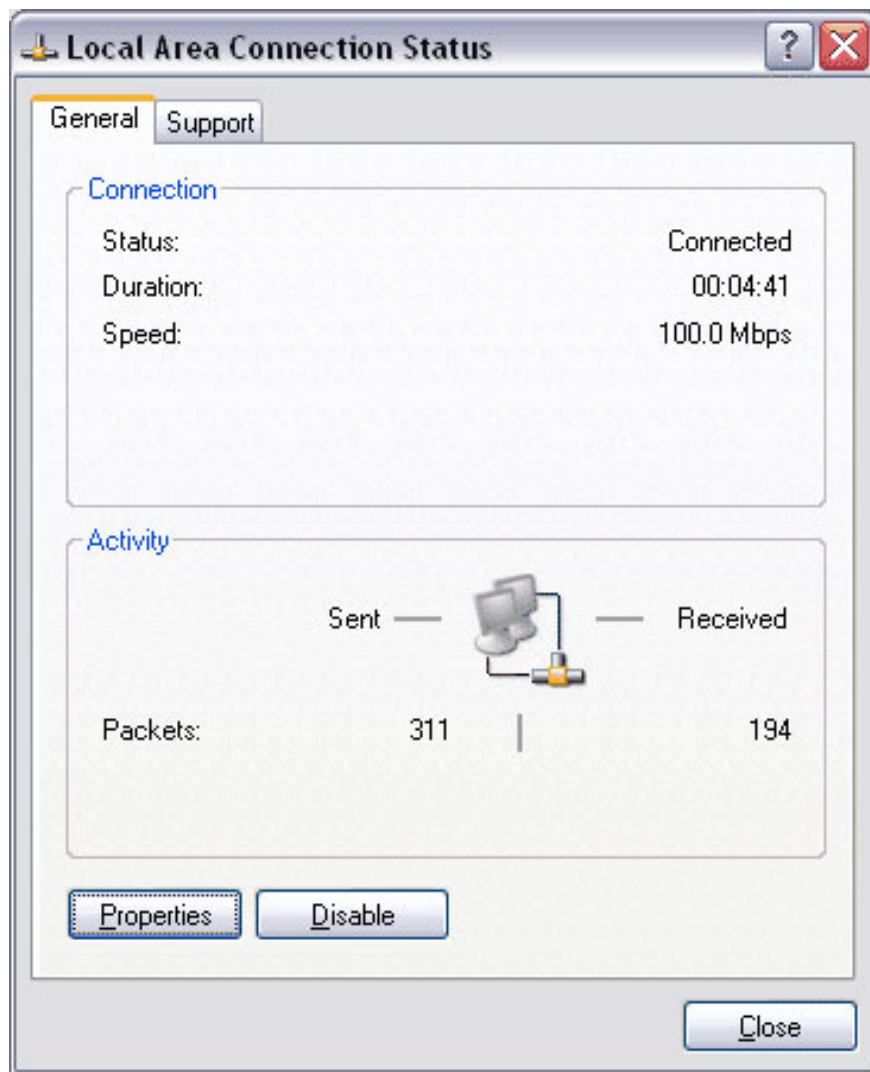 Local Area Connection Status
?
General Support
Connection
Status: Connected
Duration: 00:04:41
Speed: 100.0 Mbps
Activity
Sent Received
Packets: 311 194
Properties Disable
Close